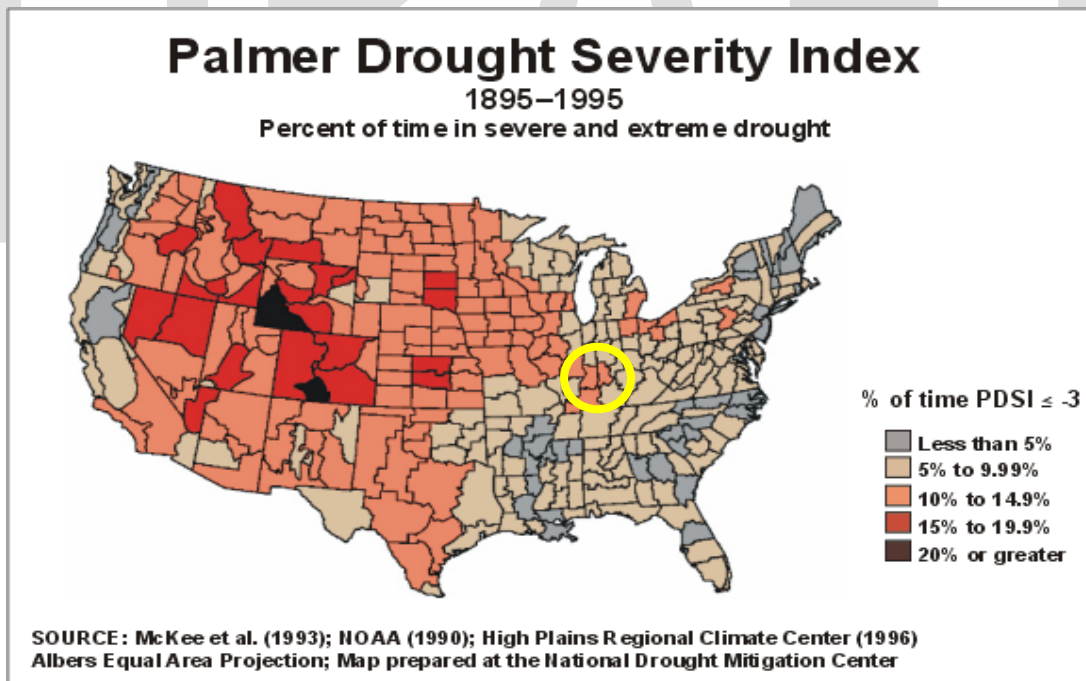 Palmer Drought Severity Index
1895–1995
Percent of time in severe and extreme drought
% of time PDSI ≤ -3
Less than 5%
5% to 9.99%
10% to 14.9%
15% to 19.9%
20% or greater
SOURCE: McKee et al. (1993); NOAA (1990); High Plains Regional Climate Center (1996)
Albers Equal Area Projection; Map prepared at the National Drought Mitigation Center